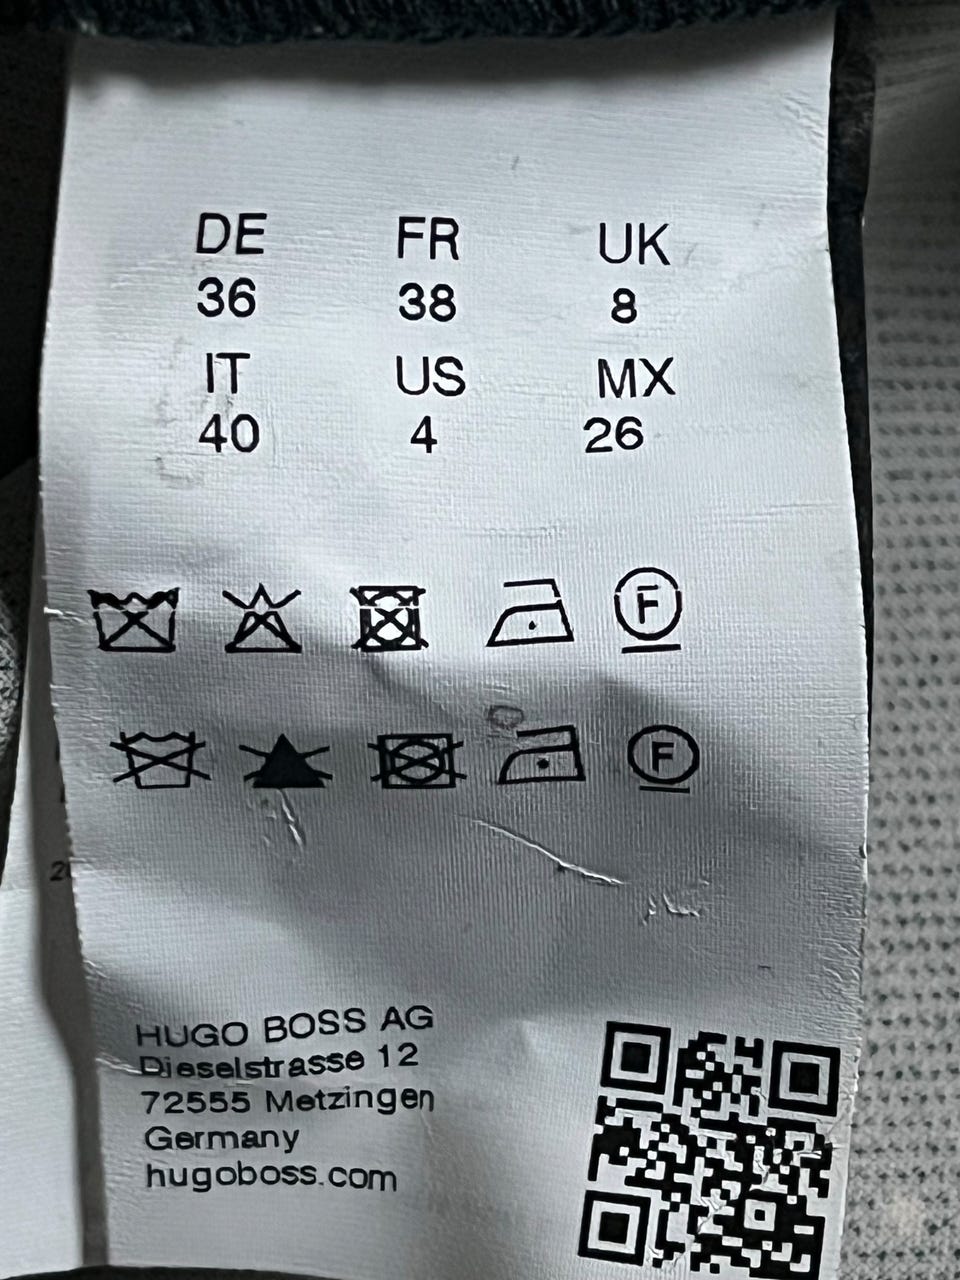 DE FR UK
36 38 8
IT US MX
40 4 26
F
F
HUGO BOSS AG
Dieselstrasse 12
72555 Metzingen
Germany
hugoboss.com